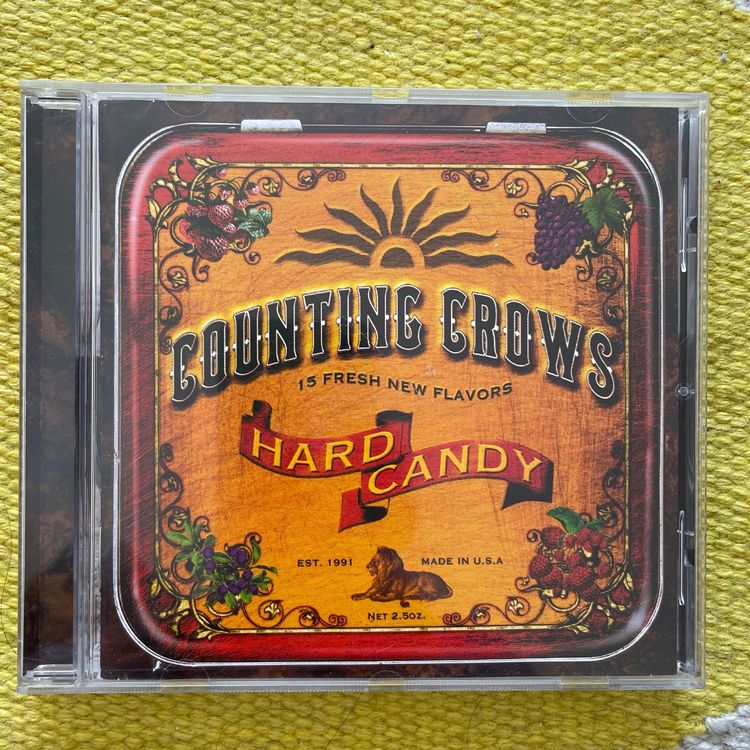 COUNTING CROWS
15 FRESH NEW FLAVORS
HARD CANDY
EST. 1991 MADE IN U.S.A
NET 2.5OZ.